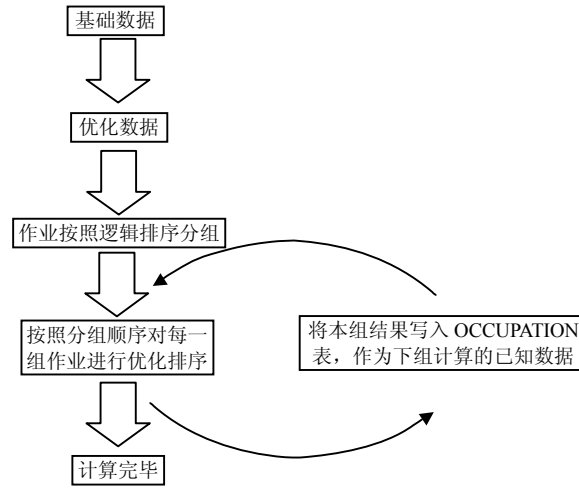 基础数据
优化数据
作业按照逻辑排序分组
按照分组顺序对每一
组作业进行优化排序
将本组结果写入 OCCUPATION
表，作为下组计算的已知数据
计算完毕